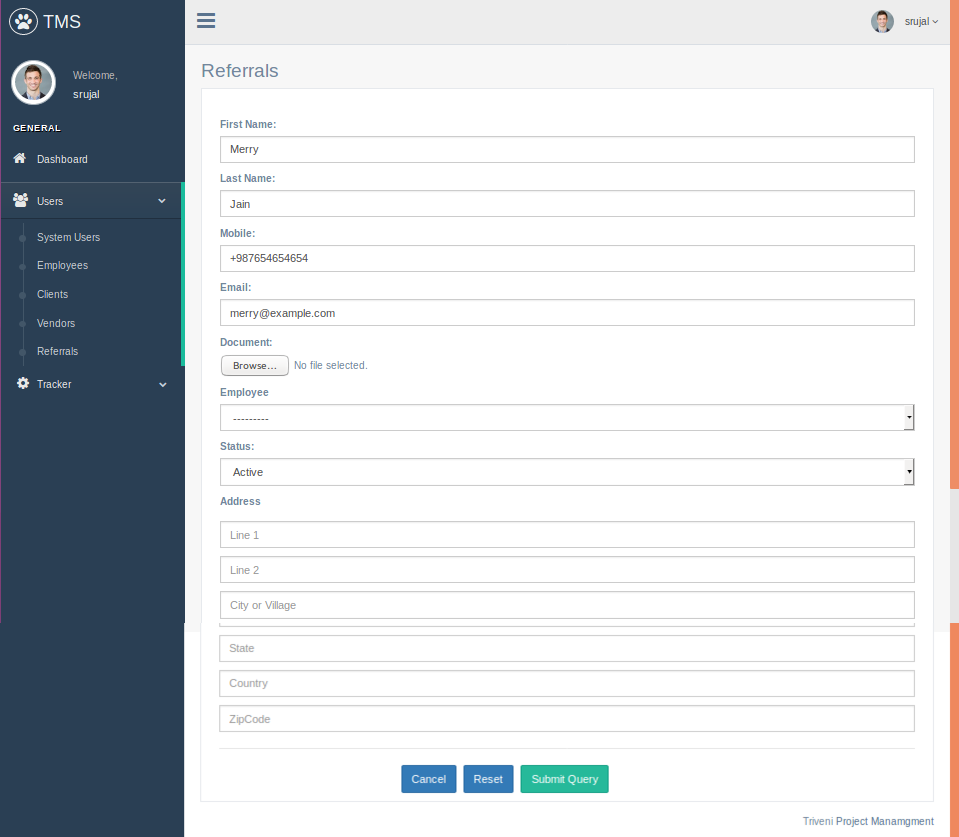 TMS
srujal
Welcome,
srujal
GENERAL
Dashboard
Users
System Users
Employees
Clients
Vendors
Referrals
Tracker
Referrals
First Name:
Merry
Last Name:
Jain
Mobile:
+987654654654
Email:
merry@example.com
Document:
Browse... No file selected.
Employee
---------
Status:
Active
Address
Line 1
Line 2
City or Village
State
Country
ZipCode
Cancel Reset Submit Query
Triveni Project Manamgment